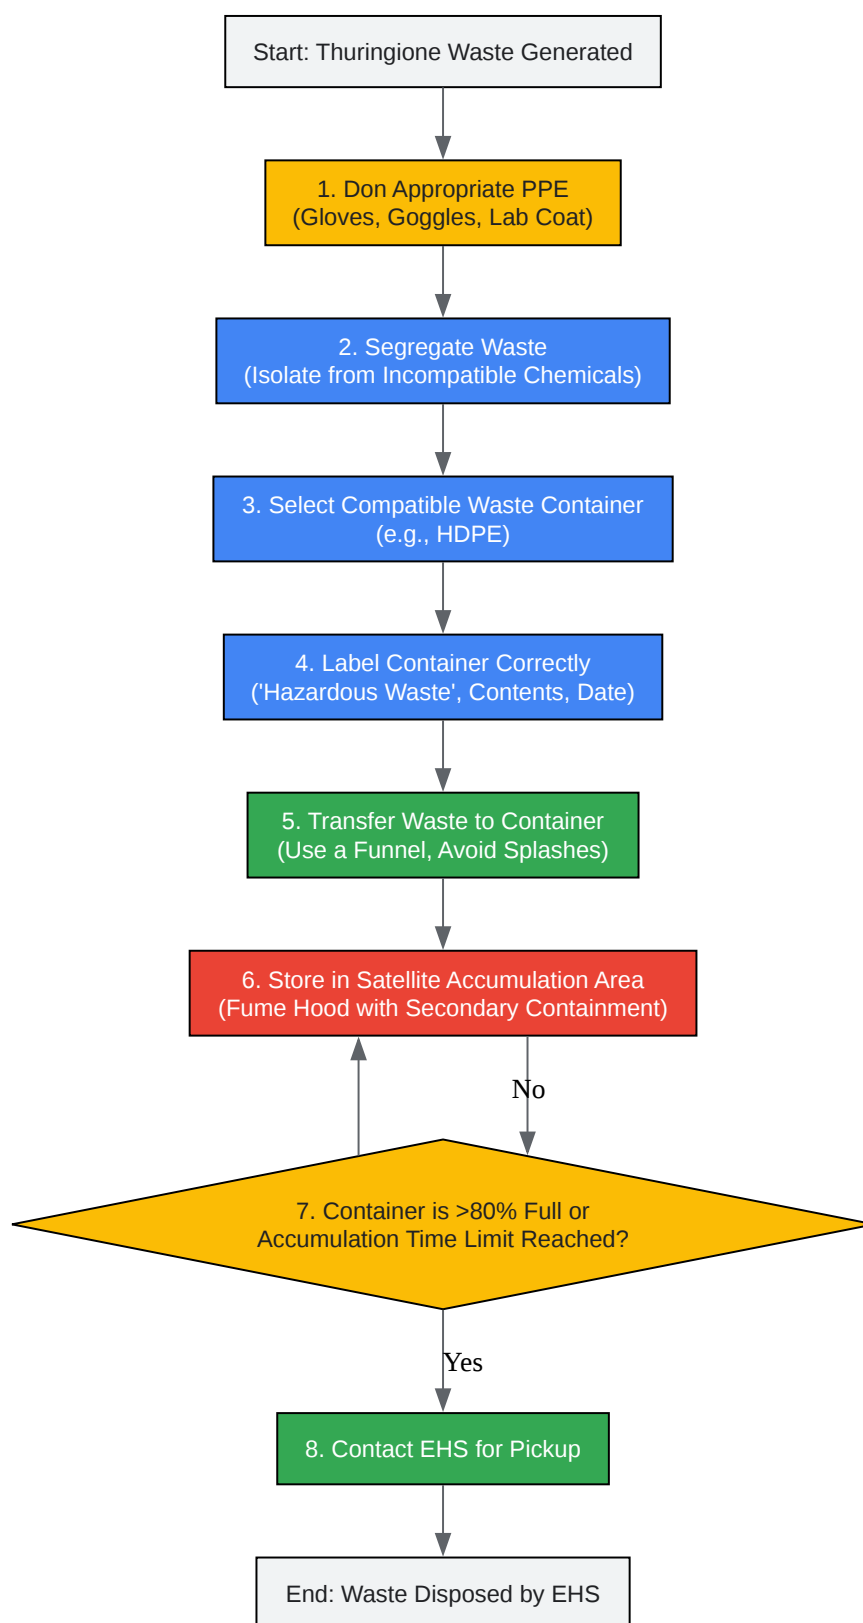 Start: Thuringione Waste Generated
1. Don Appropriate PPE
(Gloves, Goggles, Lab Coat)
2. Segregate Waste
(Isolate from Incompatible Chemicals)
3. Select Compatible Waste Container
(e.g., HDPE)
4. Label Container Correctly
('Hazardous Waste', Contents, Date)
5. Transfer Waste to Container
(Use a Funnel, Avoid Splashes)
6. Store in Satellite Accumulation Area
(Fume Hood with Secondary Containment)
No
7. Container is >80% Full or
Accumulation Time Limit Reached?
Yes
8. Contact EHS for Pickup
End: Waste Disposed by EHS